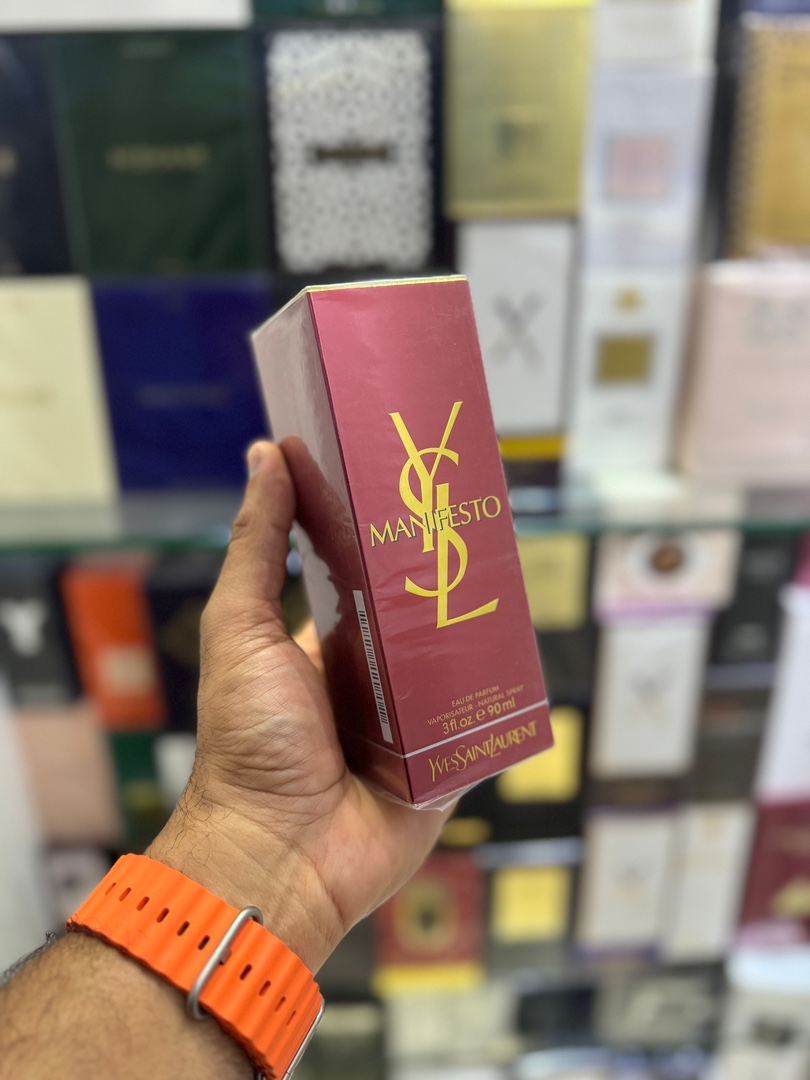 YSL
MANIFESTO
EAU DE PARFUM
VAPORISATEUR - NATURAL SPRAY
3 fl.oz. ℮ 90 ml
YVESSAINTLAURENT